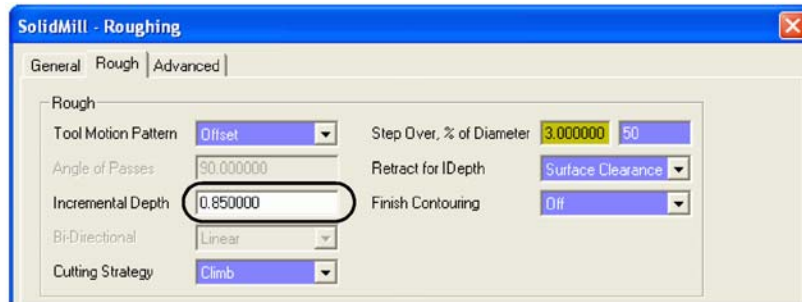 SolidMill - Roughing
General Rough Advanced
Rough
Tool Motion Pattern Offset Step Over, % of Diameter 3.000000 50
Angle of Passes 90.000000 Retract for IDepth Surface Clearance
Incremental Depth 0.850000 Finish Contouring Off
Bi-Directional Linear
Cutting Strategy Climb